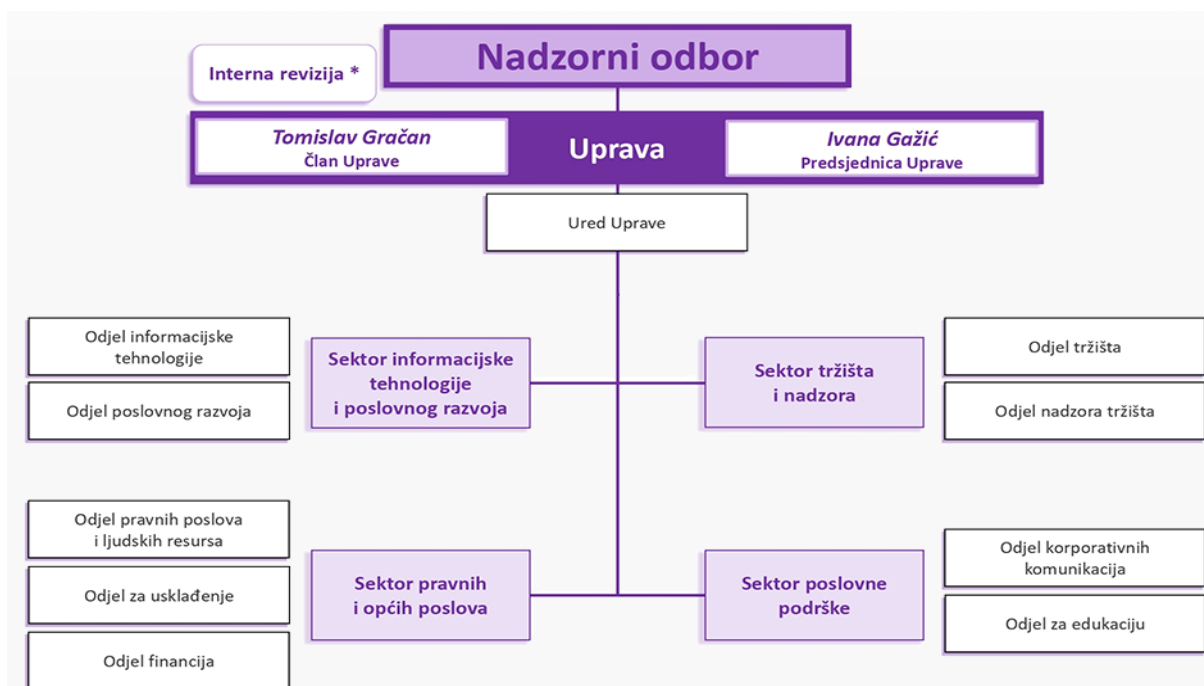 Nadzorni odbor
Interna revizija *
Tomislav Gračan
Član Uprave
Uprava
Ivana Gažić
Predsjednica Uprave
Ured Uprave
Odjel informacijske
tehnologije
Odjel poslovnog razvoja
Sektor informacijske
tehnologije
i poslovnog razvoja
Sektor tržišta
i nadzora
Odjel tržišta
Odjel nadzora tržišta
Odjel pravnih poslova
i ljudskih resursa
Odjel za usklađenje
Odjel financija
Sektor pravnih
i općih poslova
Sektor poslovne
podrške
Odjel korporativnih
komunikacija
Odjel za edukaciju